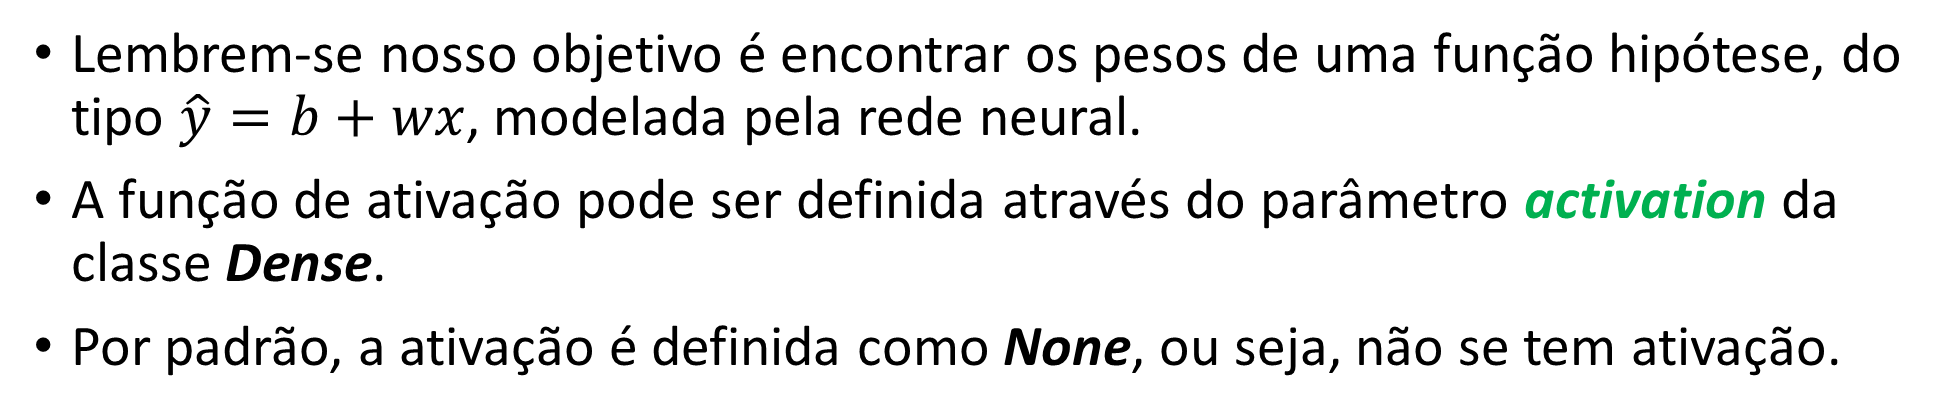 • Lembrem-se nosso objetivo é encontrar os pesos de uma função hipótese, do
tipo ŷ = b + wx, modelada pela rede neural.
• A função de ativação pode ser definida através do parâmetro activation da
classe Dense.
• Por padrão, a ativação é definida como None, ou seja, não se tem ativação.